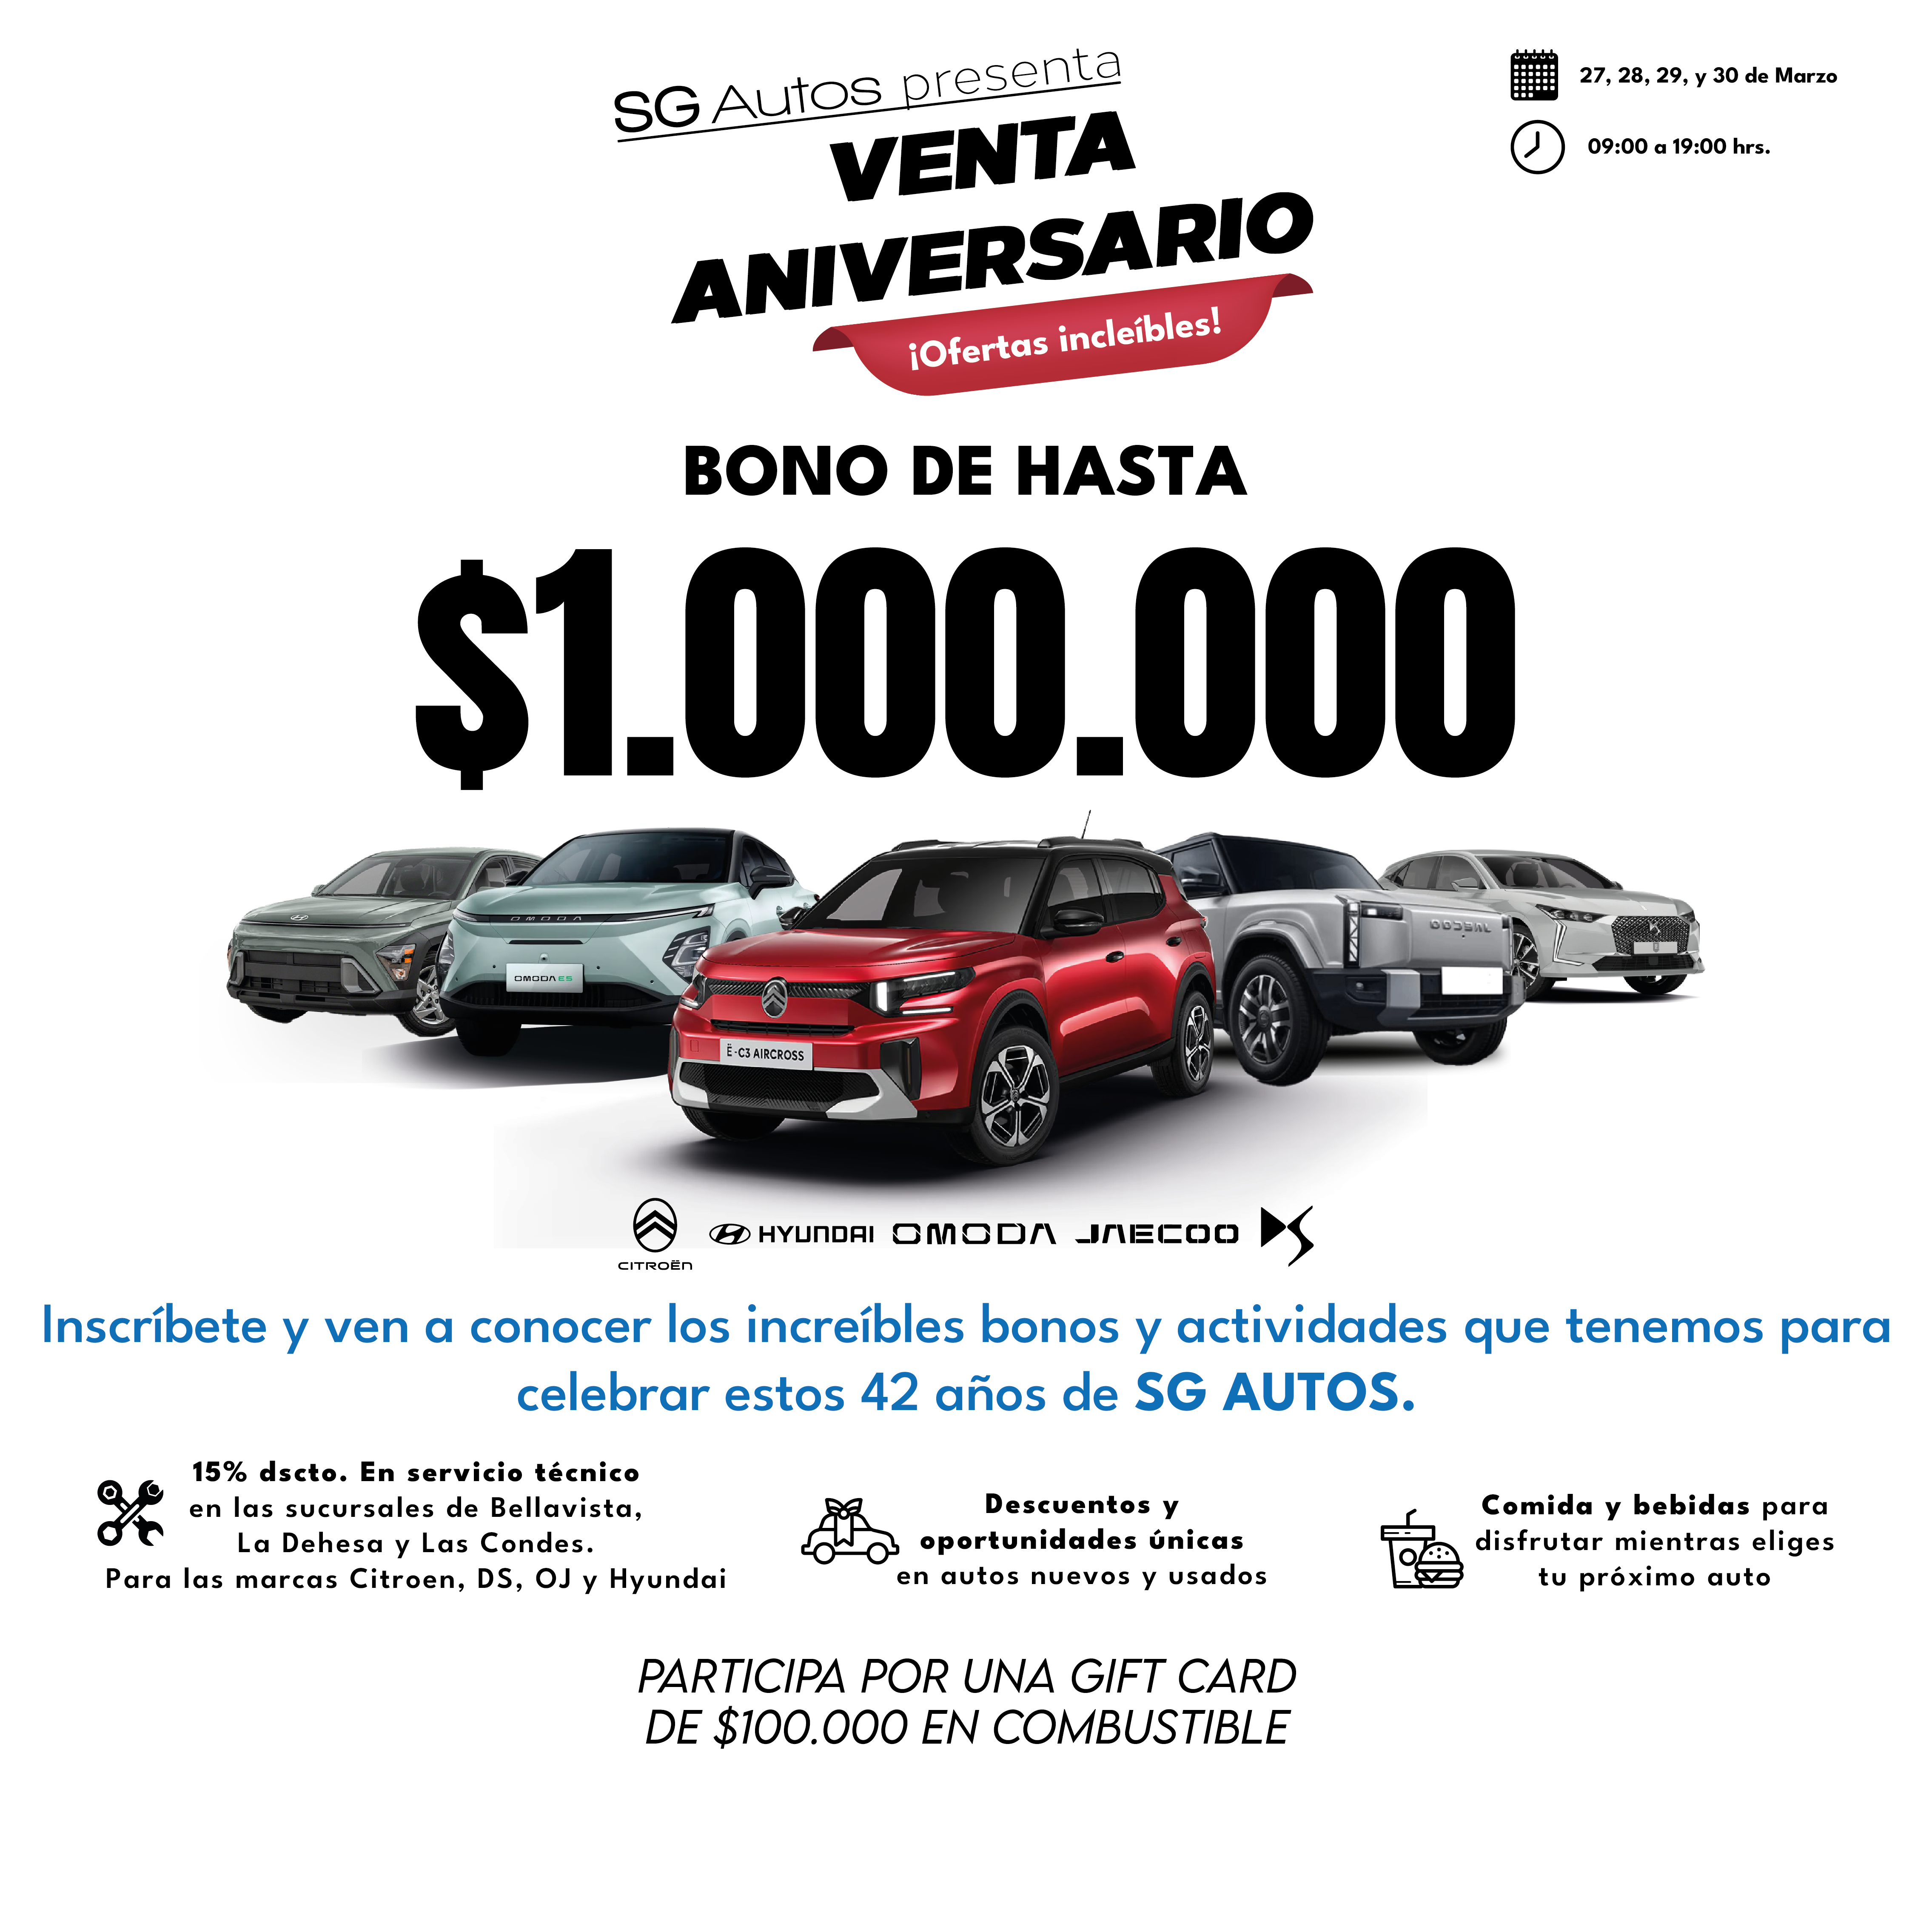 SG Autos presenta
VENTA
ANIVERSARIO
¡Ofertas incleíbles!
27, 28, 29, y 30 de Marzo
09:00 a 19:00 hrs.
BONO DE HASTA
$1.000.000
OMODA
OMODA E5
Ë-C3 AIRCROSS
CITROËN
HYUNDAI
OMODA
JAECOO
DS
Inscríbete y ven a conocer los increíbles bonos y actividades que tenemos para
celebrar estos 42 años de SG AUTOS.
15% dscto. En servicio técnico
en las sucursales de Bellavista,
La Dehesa y Las Condes.
Para las marcas Citroen, DS, OJ y Hyundai
Descuentos y
oportunidades únicas
en autos nuevos y usados
Comida y bebidas para
disfrutar mientras eliges
tu próximo auto
PARTICIPA POR UNA GIFT CARD
DE $100.000 EN COMBUSTIBLE